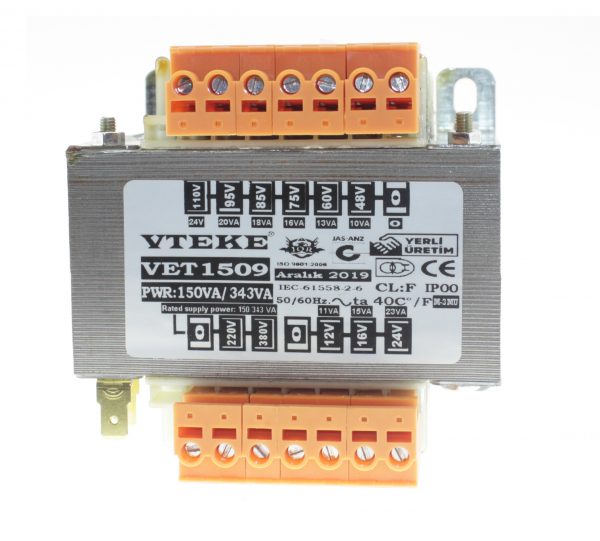 110V 95V 85V 75V 60V 48V 0
24V 20VA 18VA 16VA 13VA 10VA 0
VTEKE ® JAS-ANZ YERLİ ÜRETİM
VET1509 ISO 9001:2008 C CE
Aralık 2019
PWR:150VA/ 343VA IEC-61558-2-6 CL:F IP00
50/60Hz. ta 40C°/F M-3 MU
Rated supply power: 150 343 VA 11VA 15VA 23VA
0 220V 380V 0 12V 16V 24V